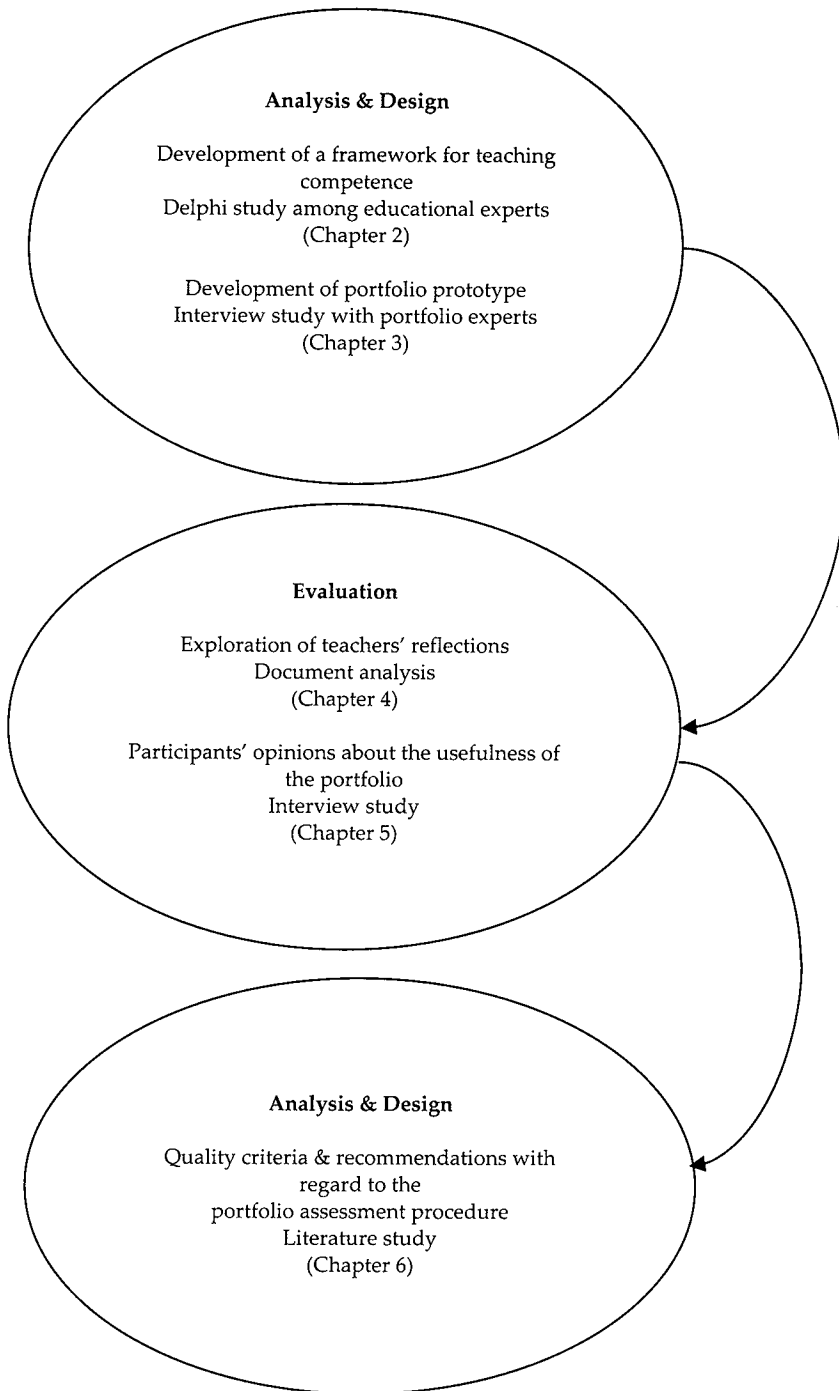 Analysis & Design
Development of a framework for teaching
competence
Delphi study among educational experts
(Chapter 2)
Development of portfolio prototype
Interview study with portfolio experts
(Chapter 3)
Evaluation
Exploration of teachers' reflections
Document analysis
(Chapter 4)
Participants' opinions about the usefulness of
the portfolio
Interview study
(Chapter 5)
Analysis & Design
Quality criteria & recommendations with
regard to the
portfolio assessment procedure
Literature study
(Chapter 6)